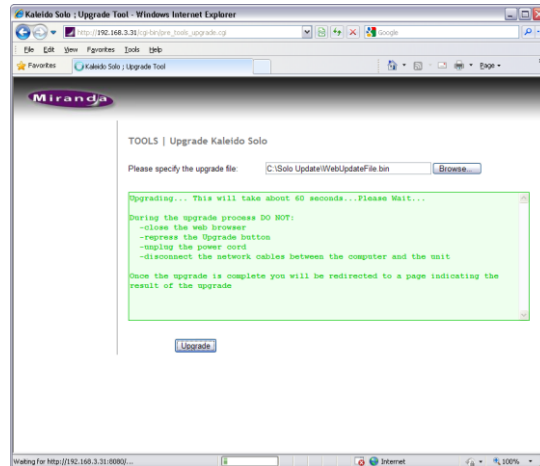 Kaleido Solo ; Upgrade Tool - Windows Internet Explorer
http://192.168.3.31/cgi-bin/pre_tools_upgrade.cgi
Google
File Edit View Favorites Tools Help
Favorites Kaleido Solo ; Upgrade Tool Page
Miranda
TOOLS | Upgrade Kaleido Solo
Please specify the upgrade file: C:\Solo Update\WebUpdateFile.bin Browse...
Upgrading... This will take about 60 seconds...Please Wait...
During the upgrade process DO NOT:
-close the web browser
-repress the Upgrade button
-unplug the power cord
-disconnect the network cables between the computer and the unit
Once the upgrade is complete you will be redirected to a page indicating the
result of the upgrade
Upgrade
Waiting for http://192.168.3.31:8080/... Internet 100%